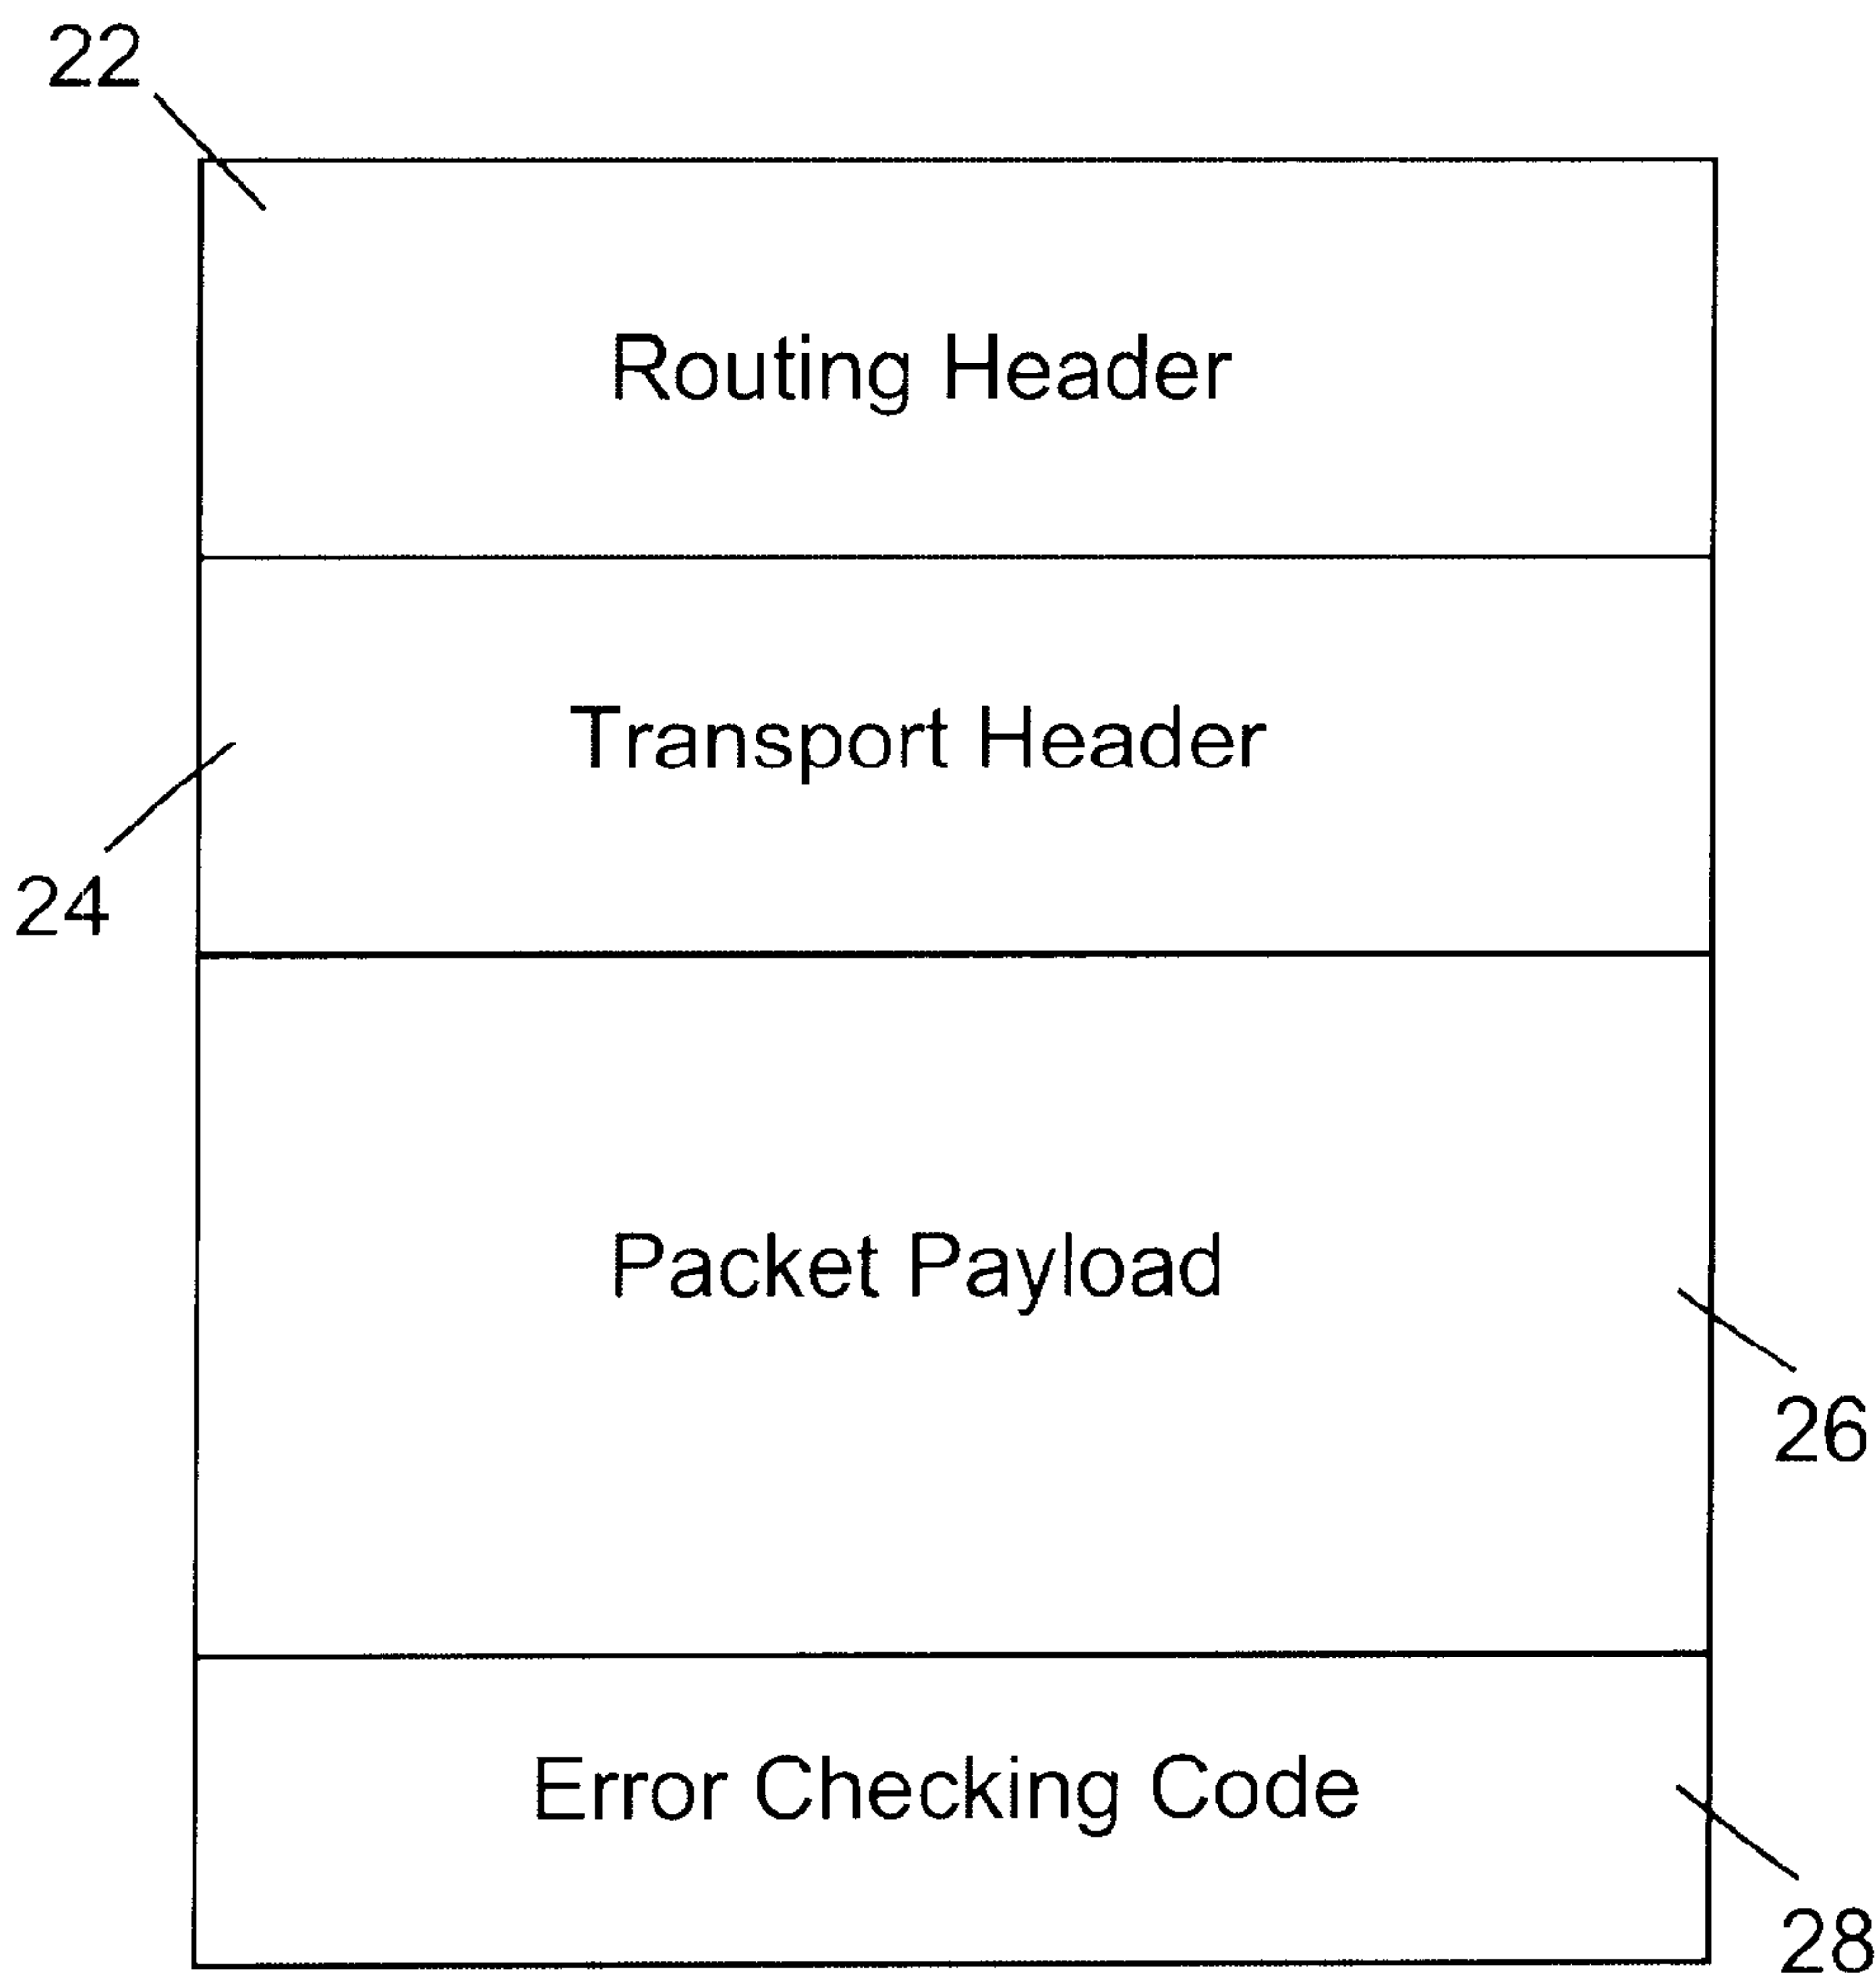 22
Routing Header
Transport Header
24
Packet Payload
26
Error Checking Code
28